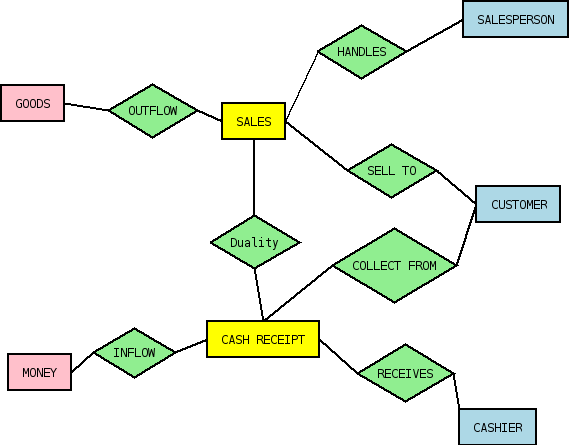 SALESPERSON
HANDLES
GOODS
OUTFLOW
SALES
SELL TO
CUSTOMER
Duality
COLLECT FROM
CASH RECEIPT
INFLOW
MONEY
RECEIVES
CASHIER